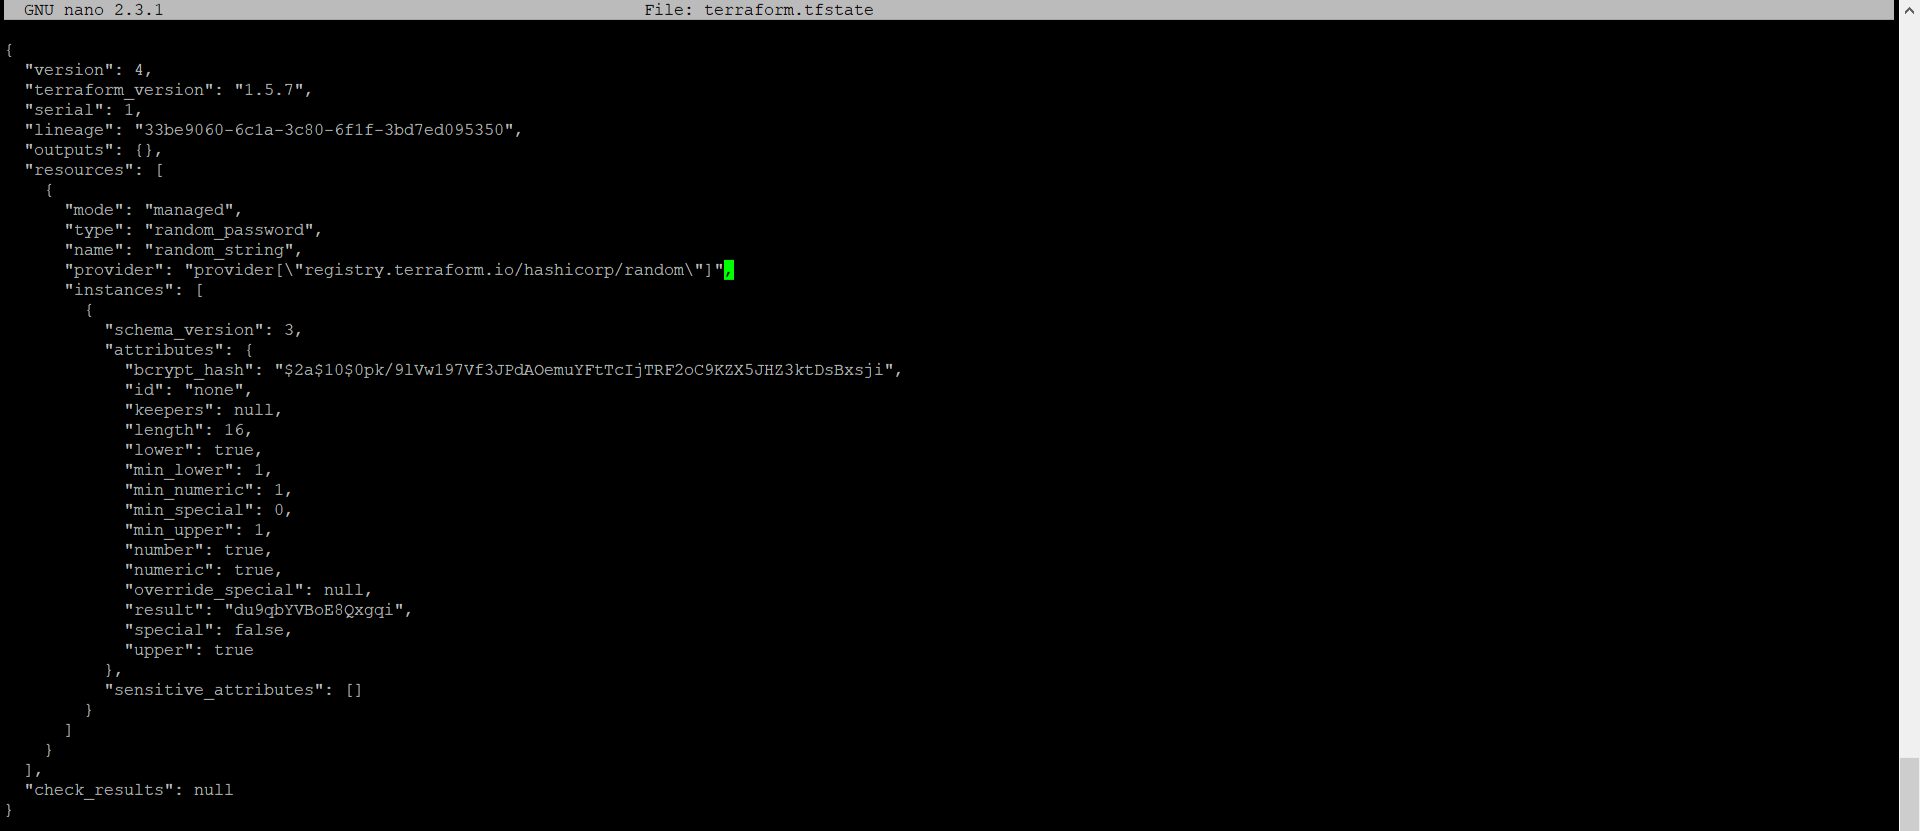 GNU nano 2.3.1 File: terraform.tfstate
{
"version": 4,
"terraform_version": "1.5.7",
"serial": 1,
"lineage": "33be9060-6c1a-3c80-6f1f-3bd7ed095350",
"outputs": {},
"resources": [
{
"mode": "managed",
"type": "random_password",
"name": "random_string",
"provider": "provider[\"registry.terraform.io/hashicorp/random\"]",
"instances": [
{
"schema_version": 3,
"attributes": {
"bcrypt_hash": "$2a$10$0pk/9lVw197Vf3JPdAOemuYFtTcIjTRF2oC9KZX5JHZ3ktDsBxsji",
"id": "none",
"keepers": null,
"length": 16,
"lower": true,
"min_lower": 1,
"min_numeric": 1,
"min_special": 0,
"min_upper": 1,
"number": true,
"numeric": true,
"override_special": null,
"result": "du9qbYVBoE8Qxgqi",
"special": false,
"upper": true
},
"sensitive_attributes": []
}
]
}
],
"check_results": null
}